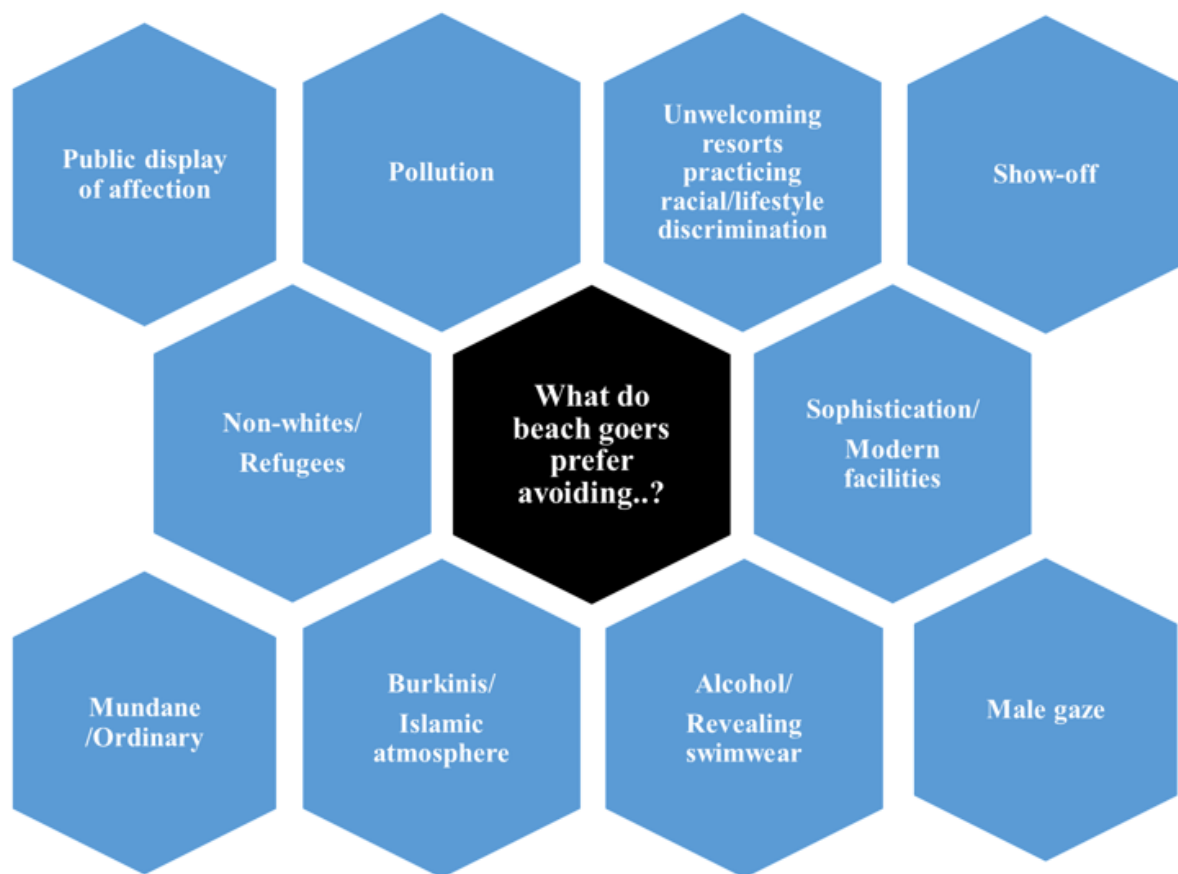 Public display
of affection
Pollution
Unwelcoming
resorts
practicing
racial/lifestyle
discrimination
Show-off
Non-whites/
Refugees
What do
beach goers
prefer
avoiding..?
Sophistication/
Modern
facilities
Mundane
/Ordinary
Burkinis/
Islamic
atmosphere
Alcohol/
Revealing
swimwear
Male gaze